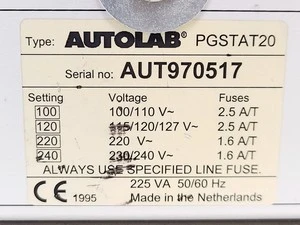 Type: AUTOLAB® PGSTAT20
Serial no: AUT970517
Setting Voltage Fuses
100 100/110 V~ 2.5 A/T
120 115/120/127 V~ 2.5 A/T
220 220 V~ 1.6 A/T
240 230/240 V~ 1.6 A/T
ALWAYS USE SPECIFIED LINE FUSE.
225 VA 50/60 Hz
CE 1995 Made in the Netherlands